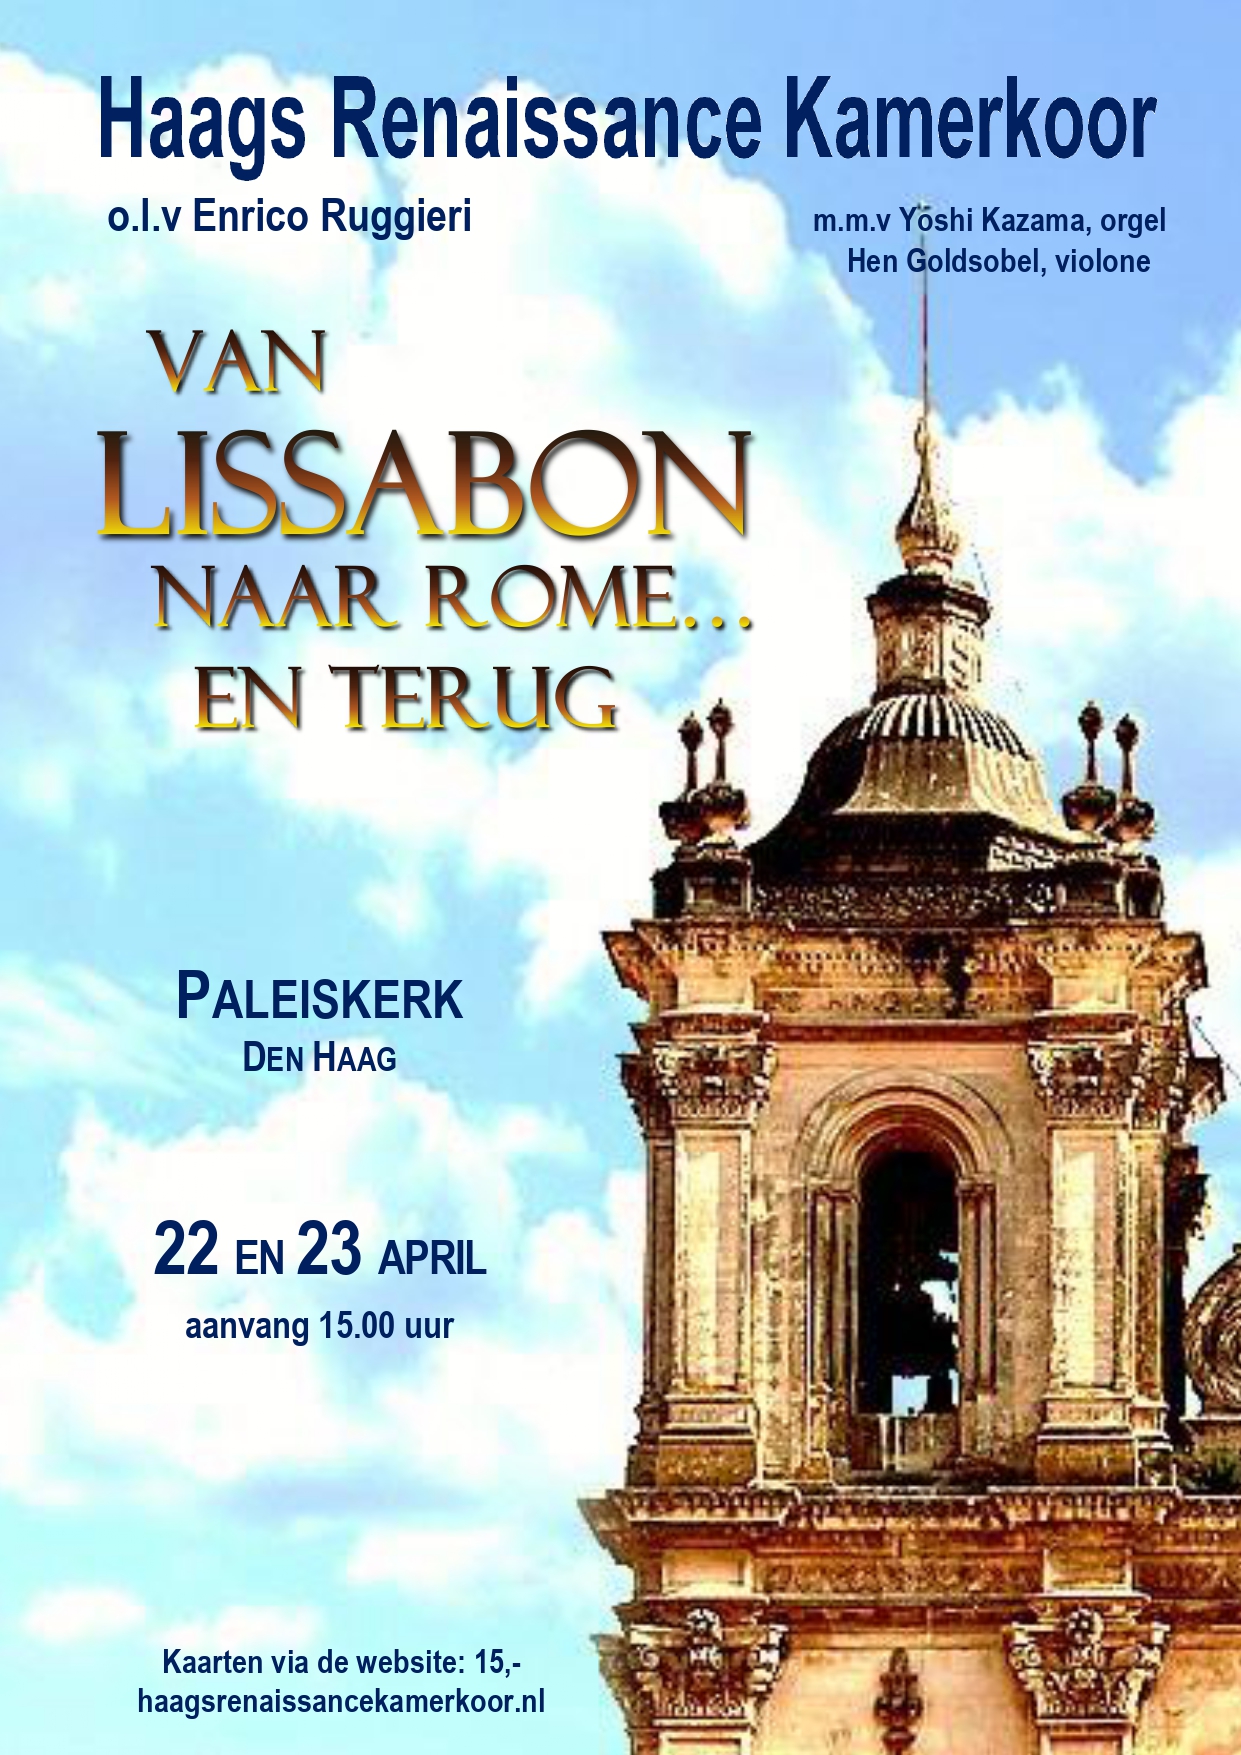 Haags Renaissance Kamerkoor
o.l.v Enrico Ruggieri
m.m.v Yoshi Kazama, orgel
Hen Goldsobel, violone
VAN
LISSABON
NAAR ROME...
EN TERUG
PALEISKERK
DEN HAAG
22 EN 23 APRIL
aanvang 15.00 uur
Kaarten via de website: 15,-
haagsrenaissancekamerkoor.nl